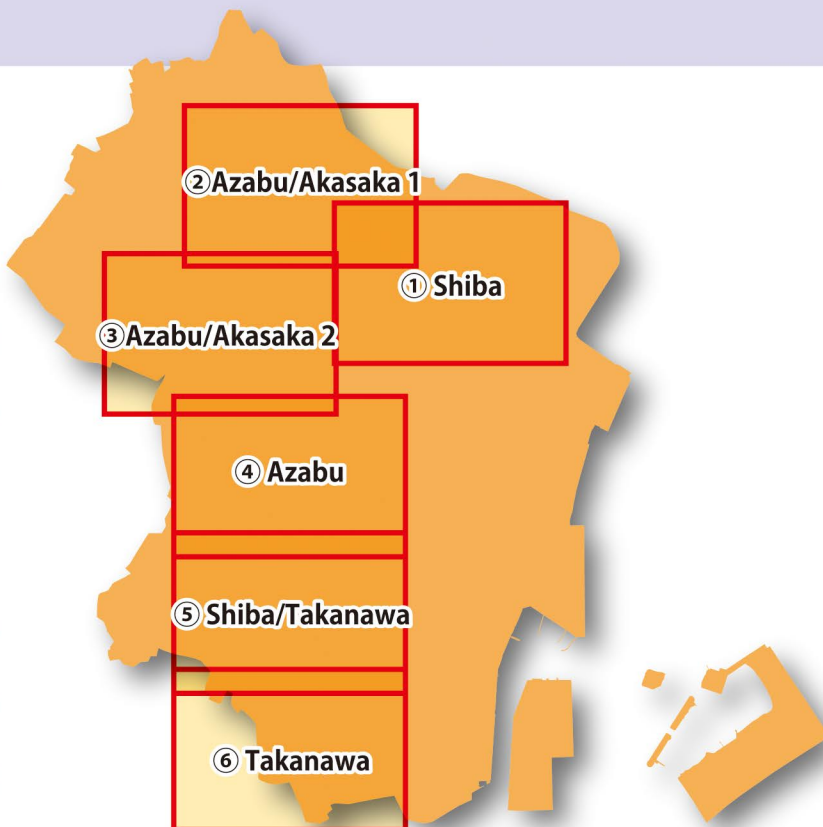 ②Azabu/Akasaka 1
① Shiba
③Azabu/Akasaka 2
④ Azabu
⑤ Shiba/Takanawa
⑥ Takanawa